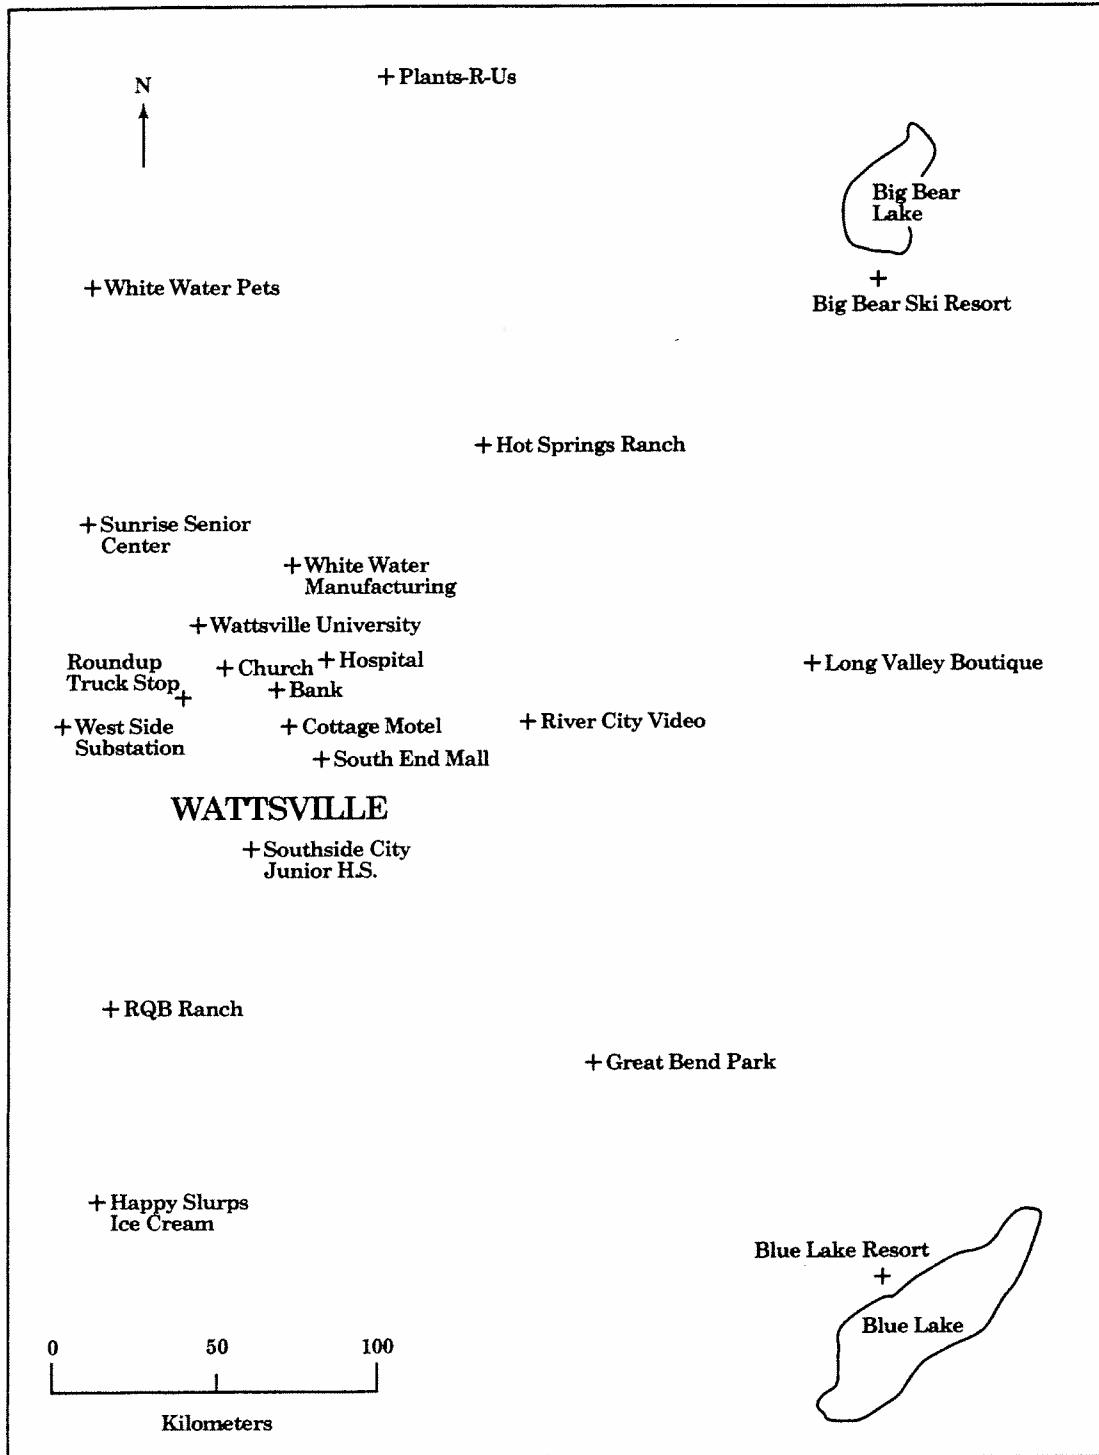 Plants-R-Us
N
Big Bear
Lake
White Water Pets
Big Bear Ski Resort
Hot Springs Ranch
Sunrise Senior
Center
White Water
Manufacturing
Wattsville University
Roundup
Truck Stop
Church
Hospital
Long Valley Boutique
Bank
West Side
Substation
Cottage Motel
River City Video
South End Mall
WATTSVILLE
Southside City
Junior H.S.
RQB Ranch
Great Bend Park
Happy Slurps
Ice Cream
Blue Lake Resort
Blue Lake
0 50 100
Kilometers